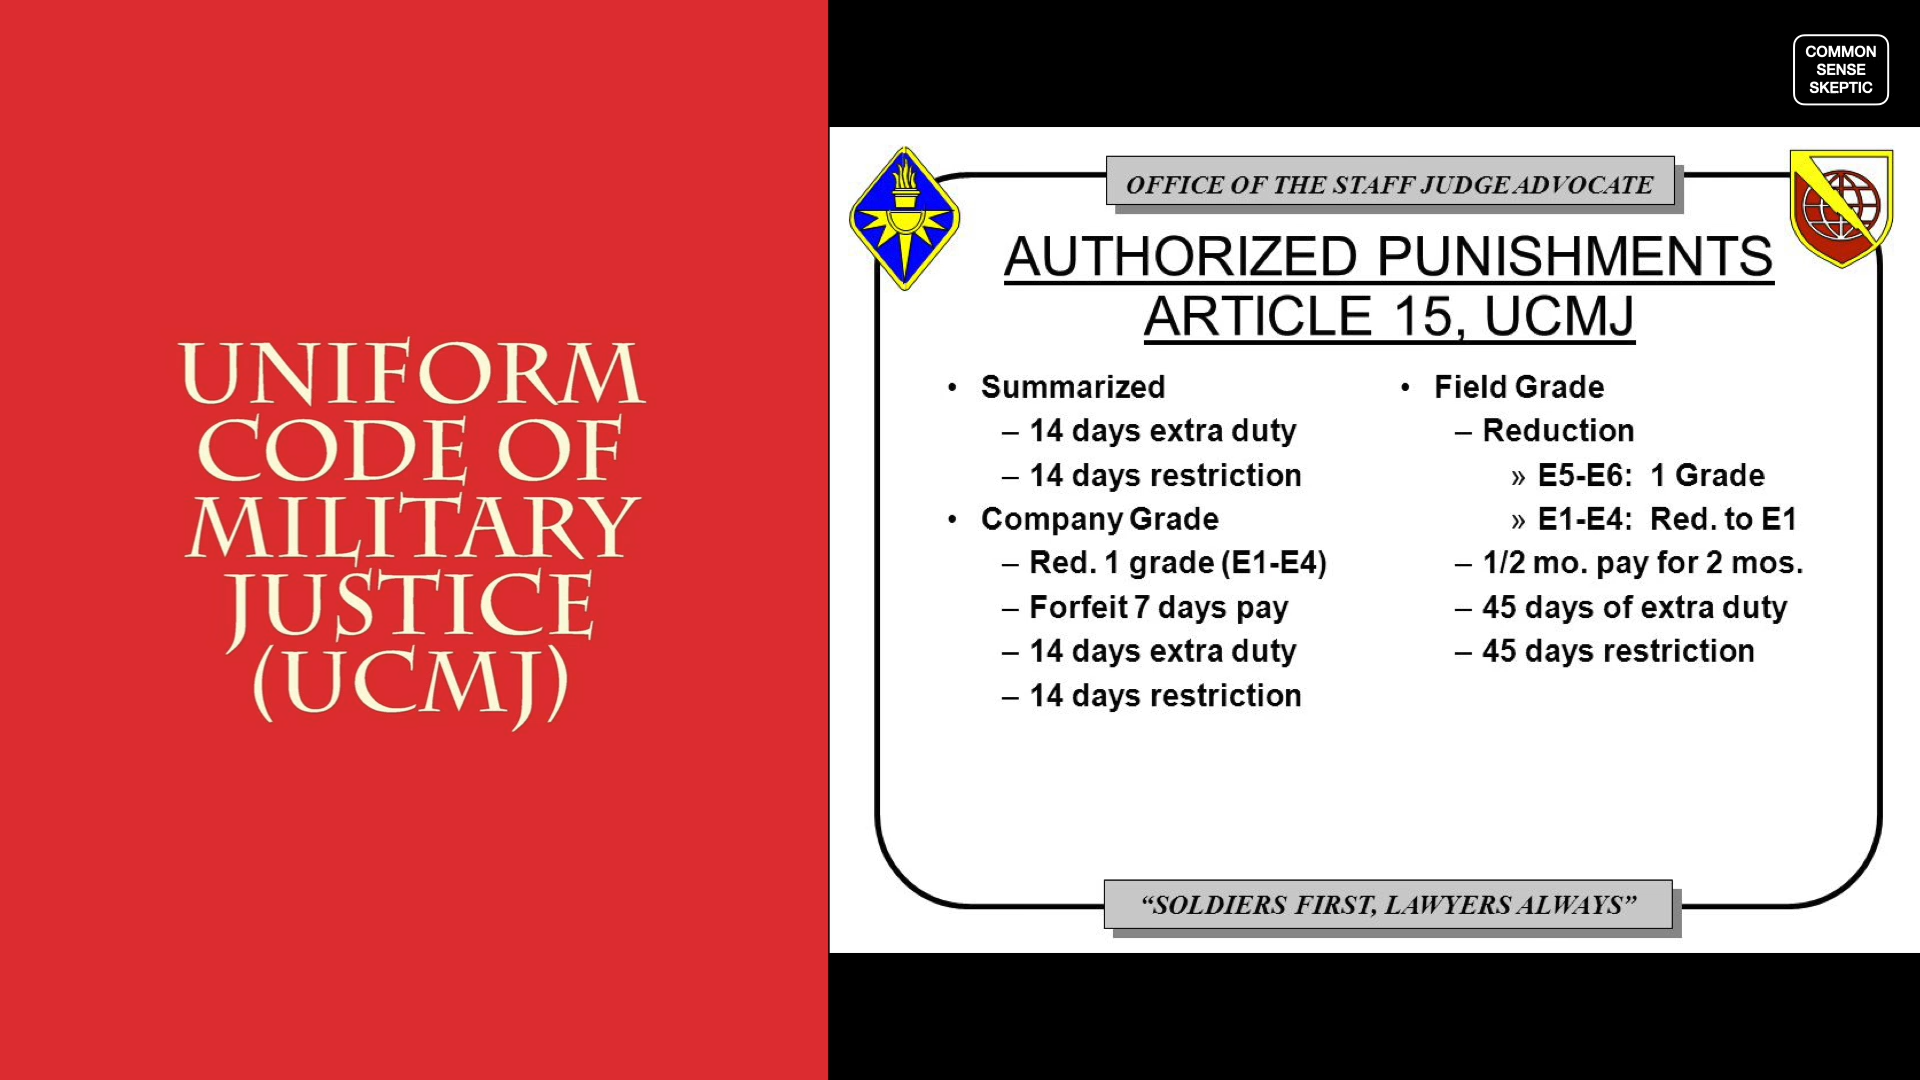 UNIFORM
CODE OF
MILITARY
JUSTICE
(UCMJ)
COMMON
SENSE
SKEPTIC
OFFICE OF THE STAFF JUDGE ADVOCATE
AUTHORIZED PUNISHMENTS
ARTICLE 15, UCMJ
• Summarized
– 14 days extra duty
– 14 days restriction
• Company Grade
– Red. 1 grade (E1-E4)
– Forfeit 7 days pay
– 14 days extra duty
– 14 days restriction
• Field Grade
– Reduction
» E5-E6: 1 Grade
» E1-E4: Red. to E1
– 1/2 mo. pay for 2 mos.
– 45 days of extra duty
– 45 days restriction
“SOLDIERS FIRST, LAWYERS ALWAYS”